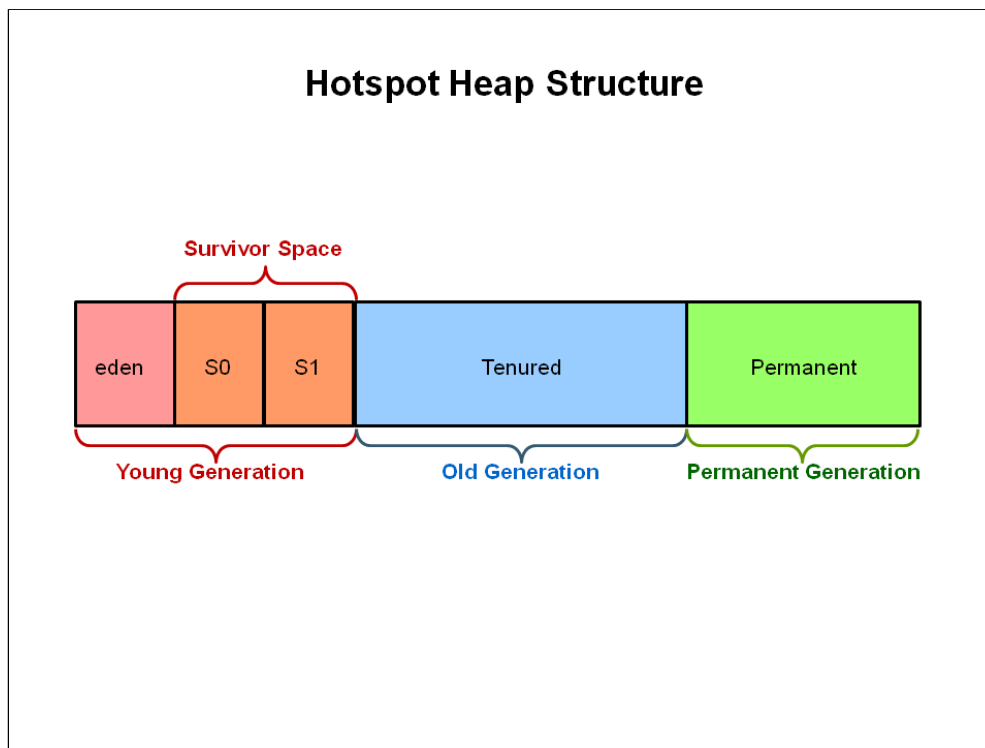 Hotspot Heap Structure
Survivor Space
eden S0 S1 Tenured Permanent
Young Generation Old Generation Permanent Generation